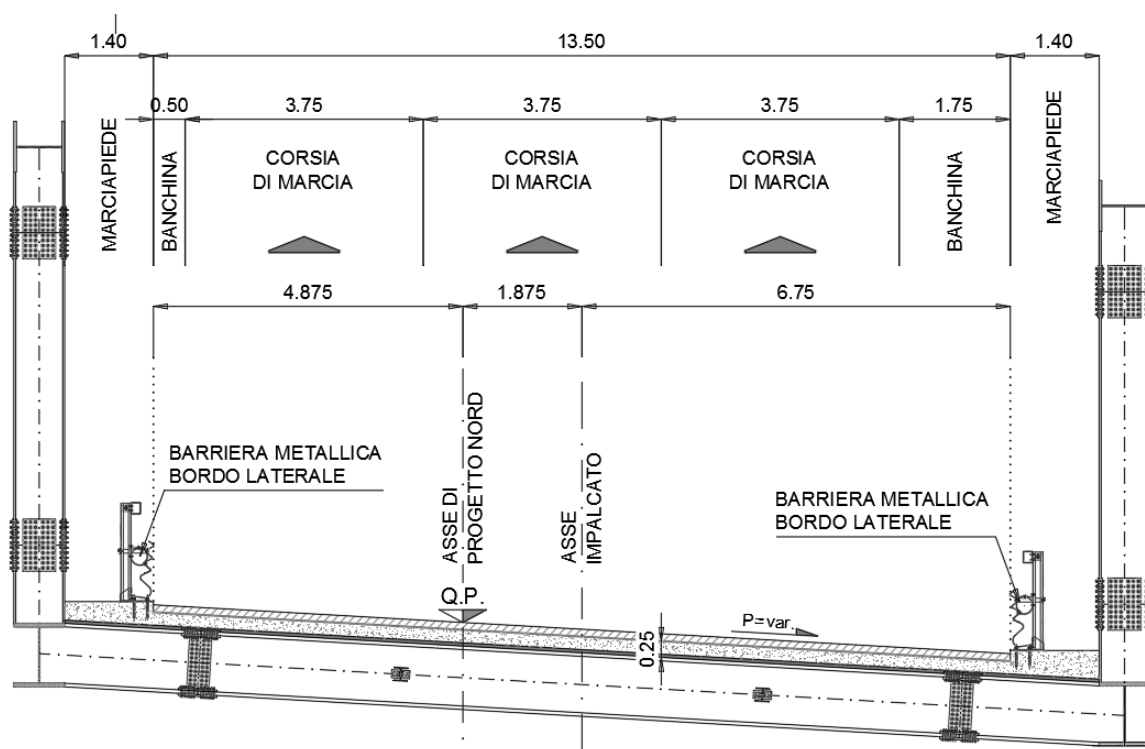 1.40
13.50
1.40
0.50
3.75
3.75
3.75
1.75
MARCIAPIEDE
BANCHINA
CORSIA
DI MARCIA
CORSIA
DI MARCIA
CORSIA
DI MARCIA
BANCHINA
MARCIAPIEDE
4.875
1.875
6.75
BARRIERA METALLICA
BORDO LATERALE
ASSE DI
PROGETTO NORD
ASSE
IMPALCATO
BARRIERA METALLICA
BORDO LATERALE
Q.P.
P=var.
0.25